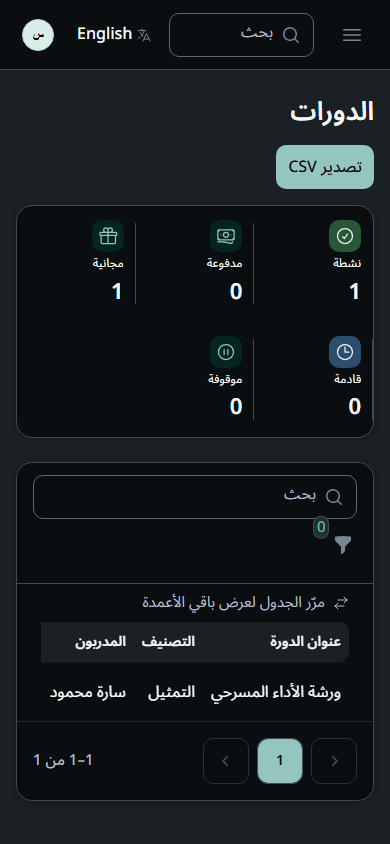 بحث
English
س
الدورات
تصدير CSV
نشطة
1
مدفوعة
0
مجانية
1
قادمة
0
موقوفة
0
بحث
0
مرّر الجدول لعرض باقي الأعمدة
عنوان الدورة التصنيف المدربون
ورشة الأداء المسرحي التمثيل سارة محمود
1
1–1 من 1